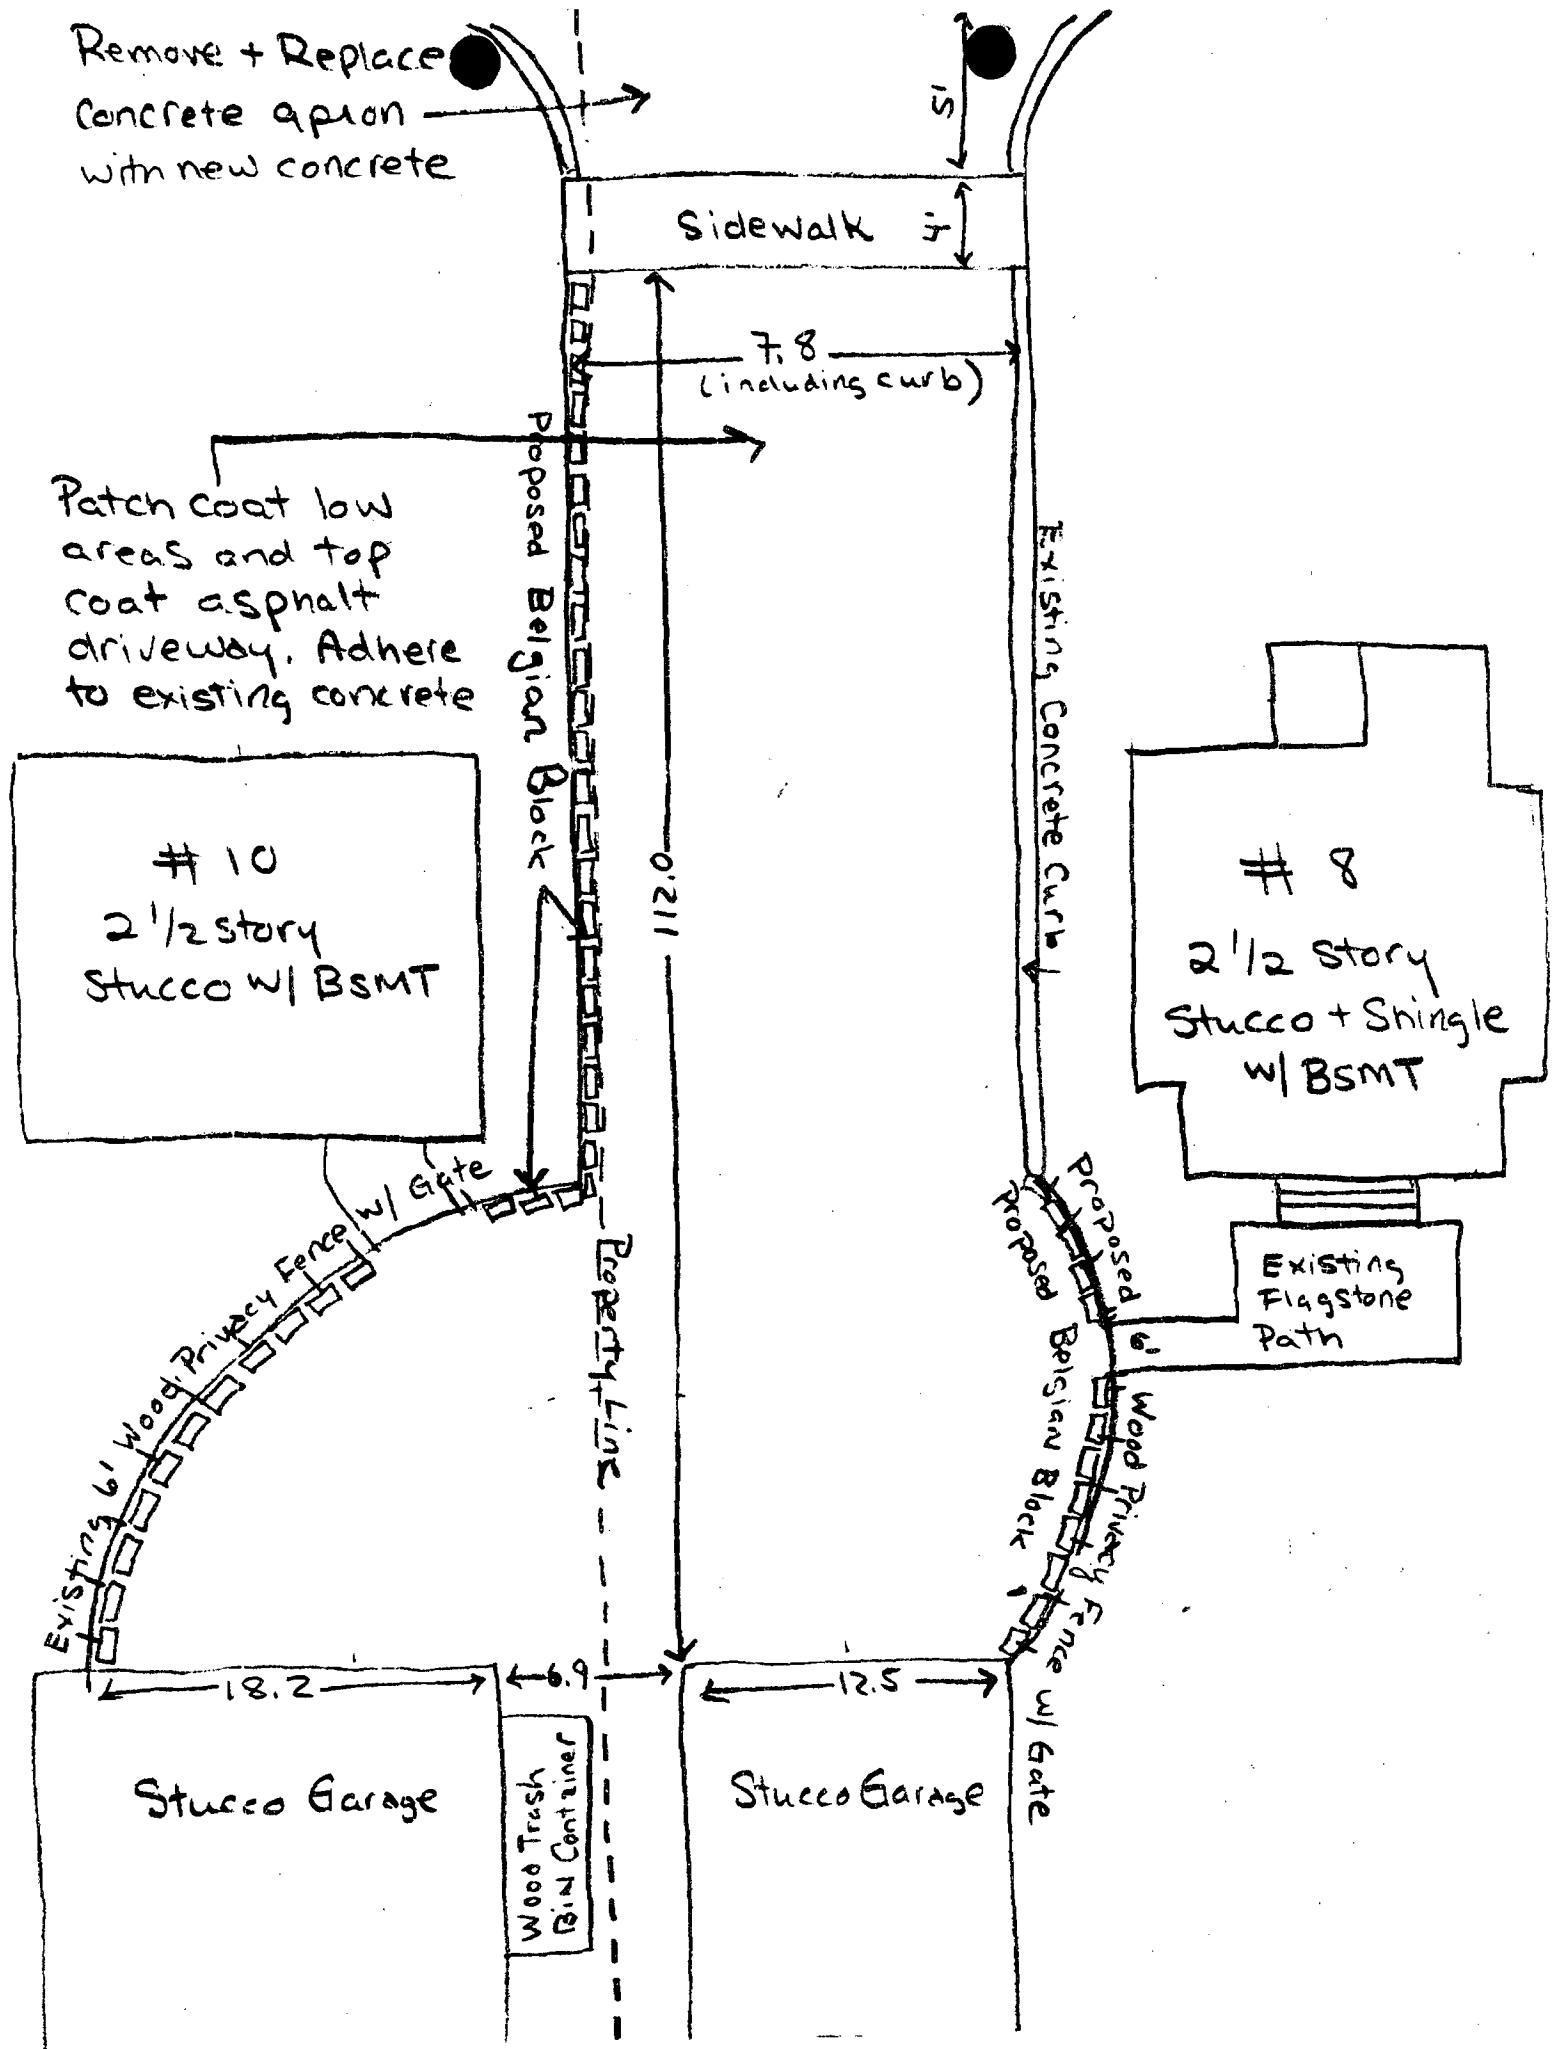 Remove + Replace
Concrete apron
with new concrete
5'
Sidewalk
4'
7.8
(including curb)
Patch coat low
areas and top
coat asphalt
driveway. Adhere
to existing concrete
Proposed Belgian Block
112.0
Existing Concrete Curb
# 10
2 1/2 story
Stucco w/ BSMT
# 8
2 1/2 Story
Stucco + Shingle
w/ BSMT
Existing 6' Wood Privacy Fence w/ Gate
Property Line
Proposed 6' Wood Privacy Fence w/ Gate
Proposed Belgian Block
Existing
Flagstone
Path
18.2
6.9
12.5
Stucco Garage
Wood Trash
Bin Container
Stucco Garage